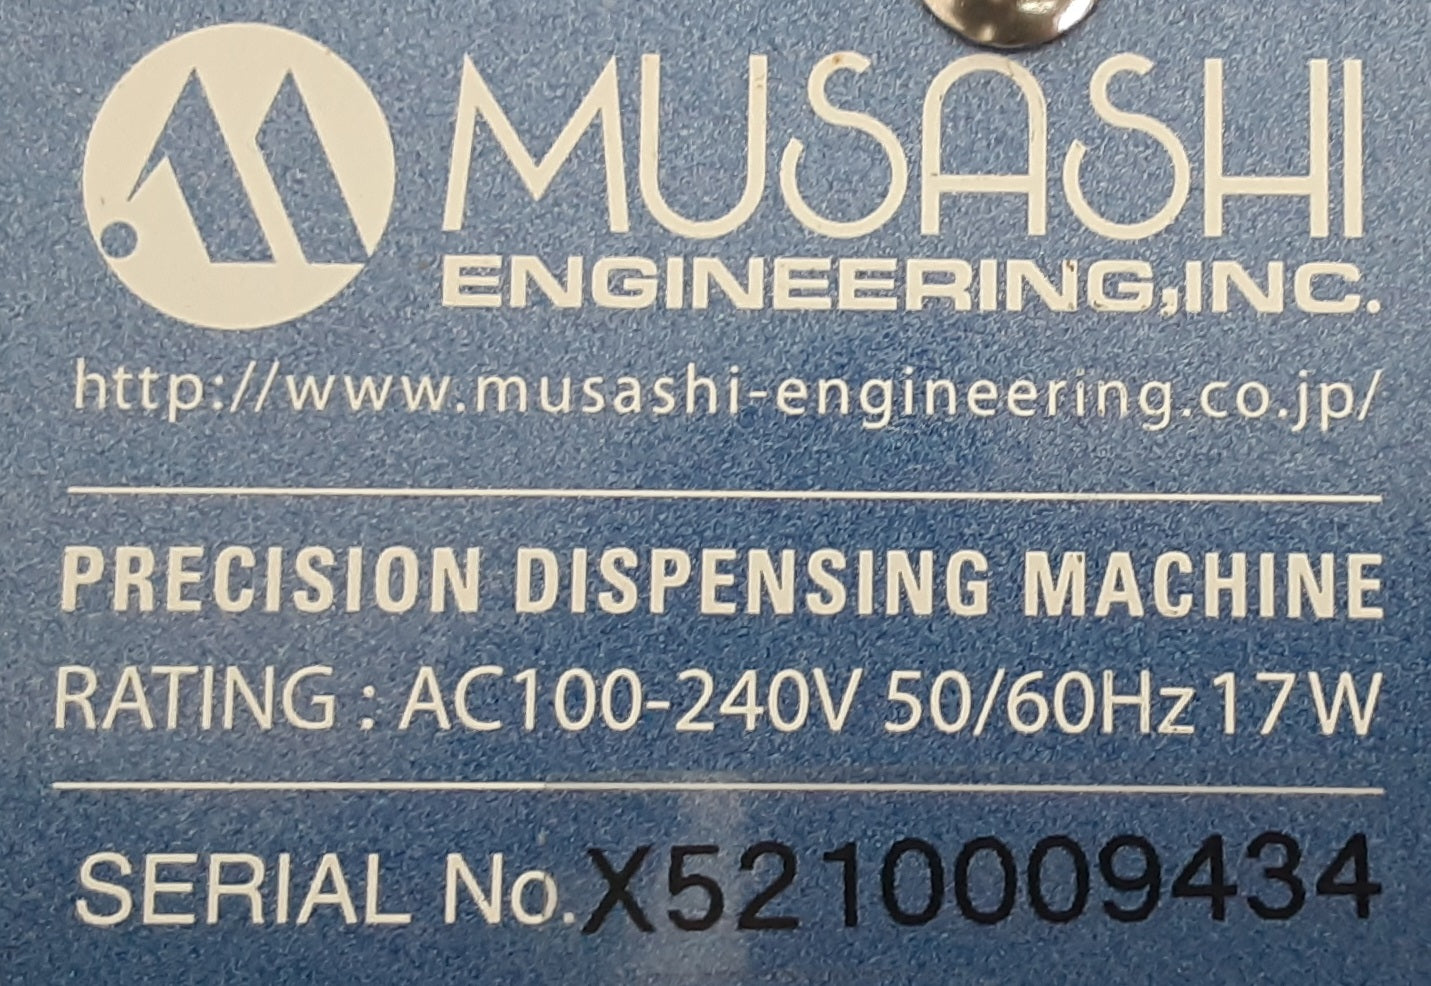 MUSASHI
ENGINEERING,INC.
http://www.musashi-engineering.co.jp/
PRECISION DISPENSING MACHINE
RATING : AC100-240V 50/60Hz 17W
SERIAL No. X5210009434